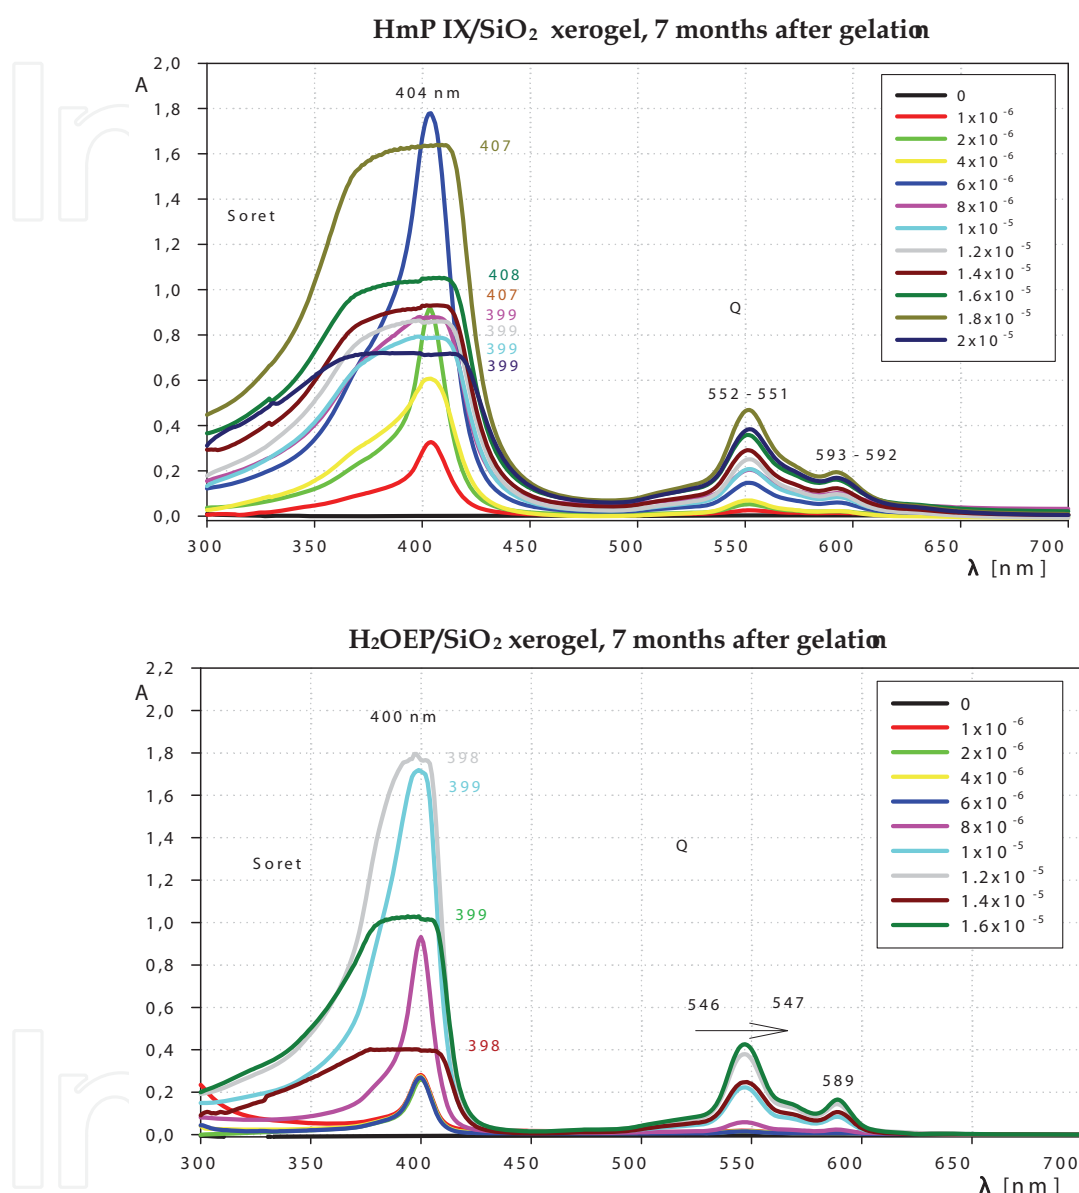 HmP IX/SiO2 xerogel, 7 months after gelation
2,0
A
1,8
1,6
1,4
1,2
1,0
0,8
0,6
0,4
0,2
0,0
404 nm
407
Soret
408
407
399
399
399
399
Q
552 - 551
593 - 592
0
1x10 -6
2x10 -6
4x10 -6
6x10 -6
8x10 -6
1x10 -5
1.2x10 -5
1.4x10 -5
1.6x10 -5
1.8x10 -5
2x10 -5
300 350 400 450 500 550 600 650 700
λ [nm]
H2OEP/SiO2 xerogel, 7 months after gelation
2,2
A
2,0
1,8
1,6
1,4
1,2
1,0
0,8
0,6
0,4
0,2
0,0
400 nm
398
399
Soret
399
398
Q
546 547
589
0
1x10 -6
2x10 -6
4x10 -6
6x10 -6
8x10 -6
1x10 -5
1.2x10 -5
1.4x10 -5
1.6x10 -5
300 350 400 450 500 550 600 650 700
λ [nm]